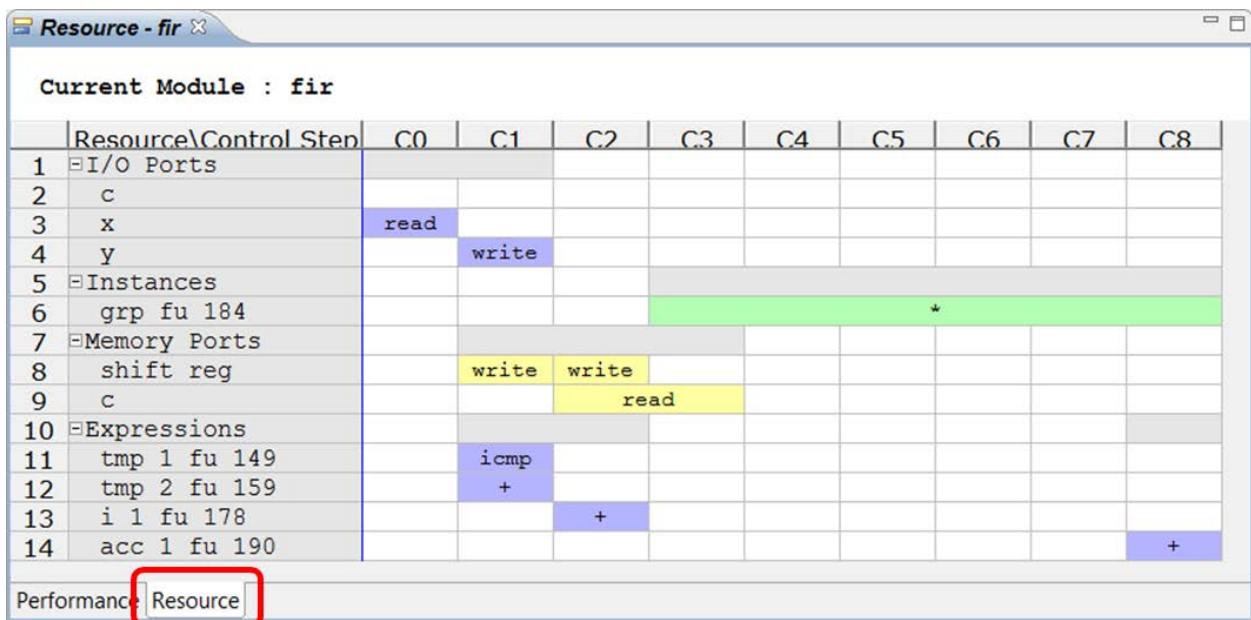 Resource - fir
Current Module : fir
Resource\Control Step C0 C1 C2 C3 C4 C5 C6 C7 C8
1 I/O Ports
2 c
3 x read
4 y write
5 Instances
6 grp fu 184 *
7 Memory Ports
8 shift reg write write
9 c read
10 Expressions
11 tmp 1 fu 149 icmp
12 tmp 2 fu 159 +
13 i 1 fu 178 +
14 acc 1 fu 190 +
Performance Resource